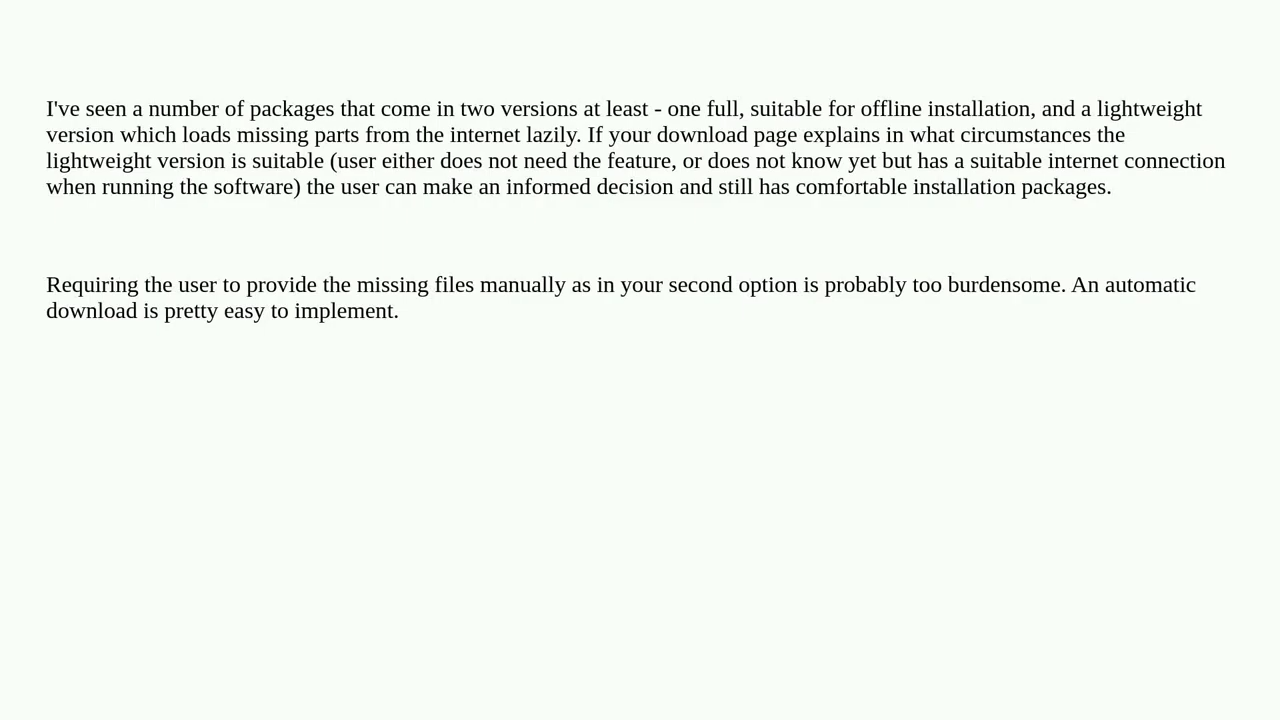 I've seen a number of packages that come in two versions at least - one full, suitable for offline installation, and a lightweight
version which loads missing parts from the internet lazily. If your download page explains in what circumstances the
lightweight version is suitable (user either does not need the feature, or does not know yet but has a suitable internet connection
when running the software) the user can make an informed decision and still has comfortable installation packages.
Requiring the user to provide the missing files manually as in your second option is probably too burdensome. An automatic
download is pretty easy to implement.